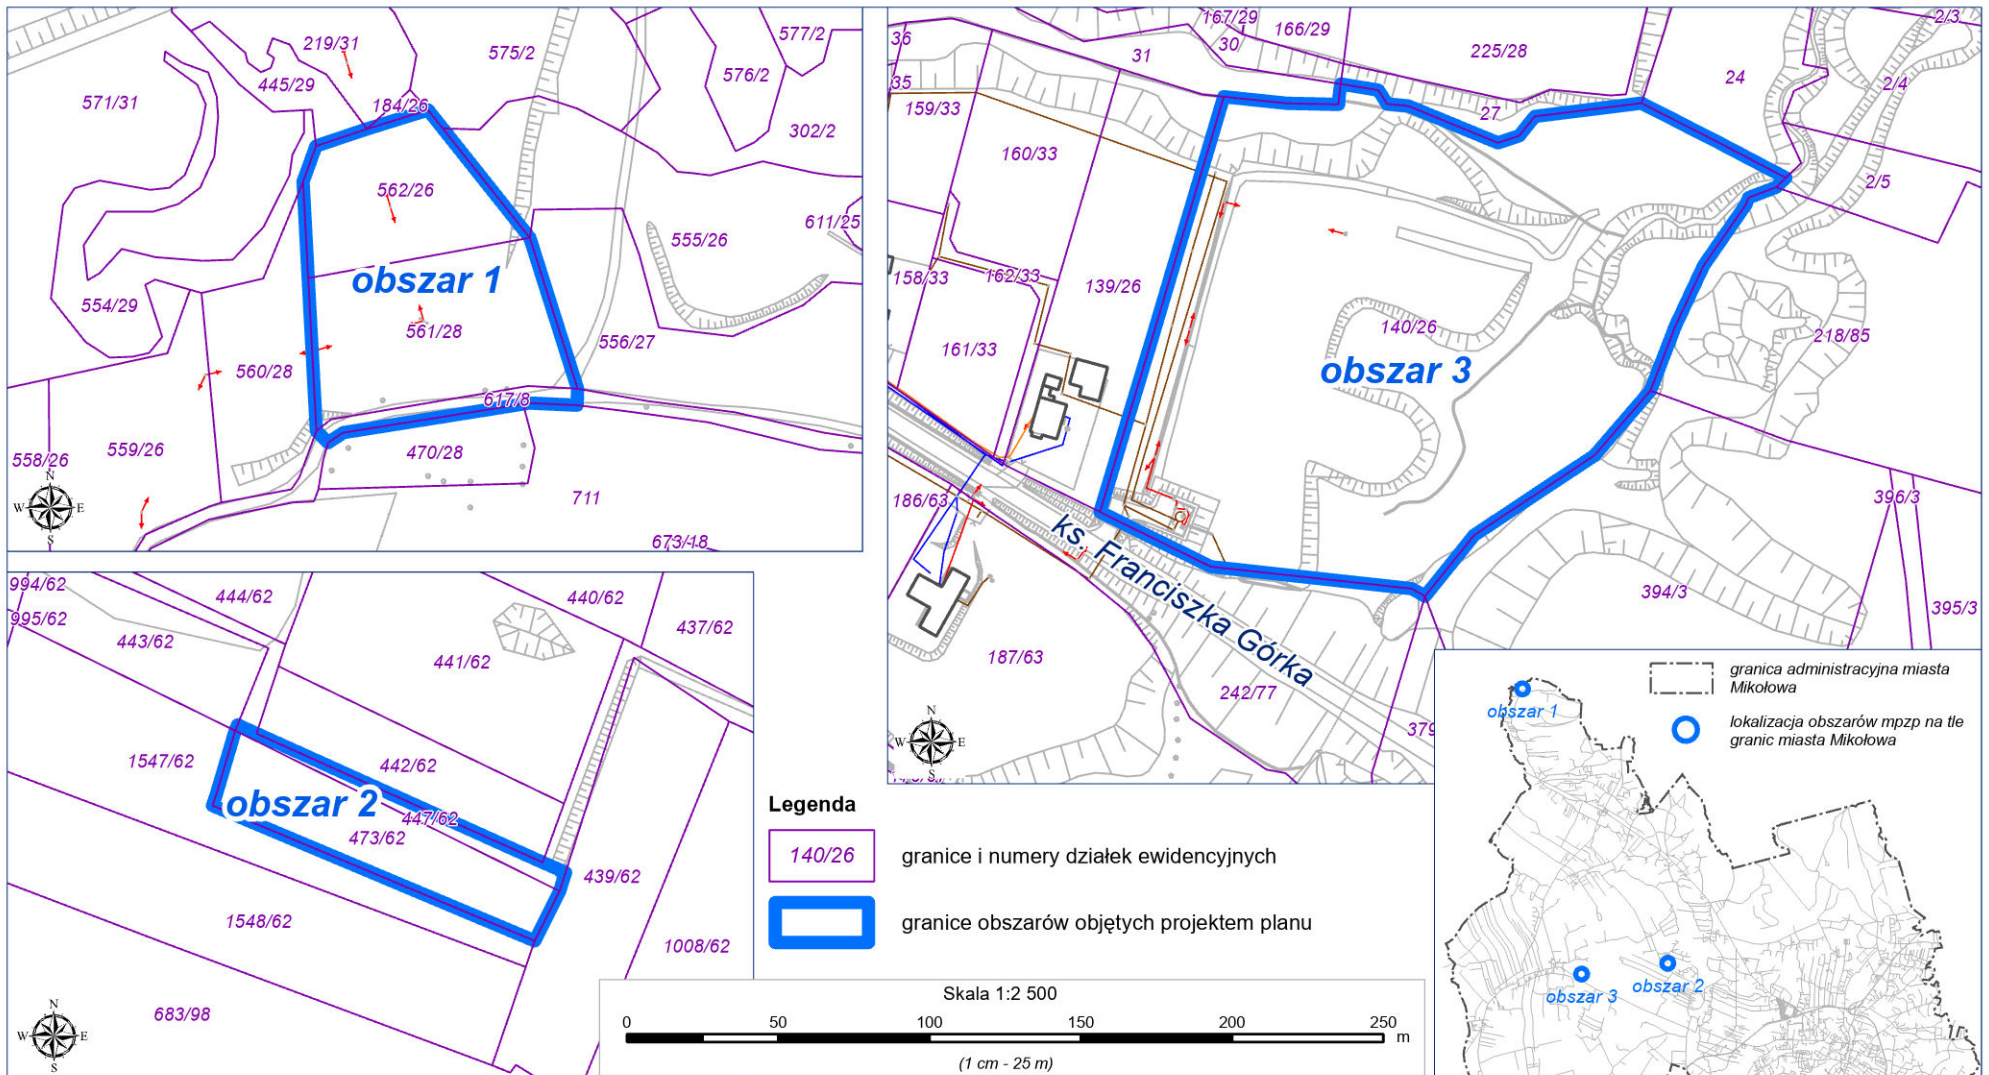 219/31
445/29
571/31
184/26
575/2
576/2
577/2
302/2
562/26
obszar 1
561/28
555/26
611/25
554/29
560/28
556/27
617/8
470/28
558/26
559/26
711
673/48
N
W E
S
36
35
31
167/29
30
166/29
225/28
24
2/3
2/4
2/5
27
159/33
160/33
158/33
162/33
139/26
161/33
140/26
obszar 3
218/85
186/63
ks. Franciszka Górka
187/63
242/77
379
394/3
396/3
395/3
N
W E
S
994/62
995/62
444/62
443/62
440/62
437/62
441/62
1547/62
442/62
obszar 2
447/62
473/62
439/62
1548/62
1008/62
683/98
N
W E
S
Legenda
140/26
granice i numery działek ewidencyjnych
granice obszarów objętych projektem planu
Skala 1:2 500
0 50 100 150 200 250
m
(1 cm - 25 m)
granica administracyjna miasta
Mikołowa
lokalizacja obszarów mpzp na tle
granic miasta Mikołowa
obszar 1
obszar 2
obszar 3